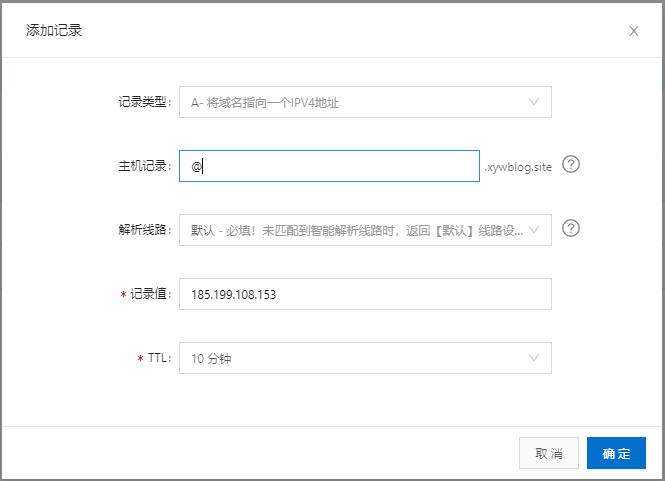 添加记录
记录类型：
A- 将域名指向一个IPV4地址
主机记录：
@
.xywblog.site
?
解析线路：
默认 - 必填！未匹配到智能解析线路时，返回【默认】线路设...
?
* 记录值：
185.199.108.153
* TTL：
10 分钟
取消
确定